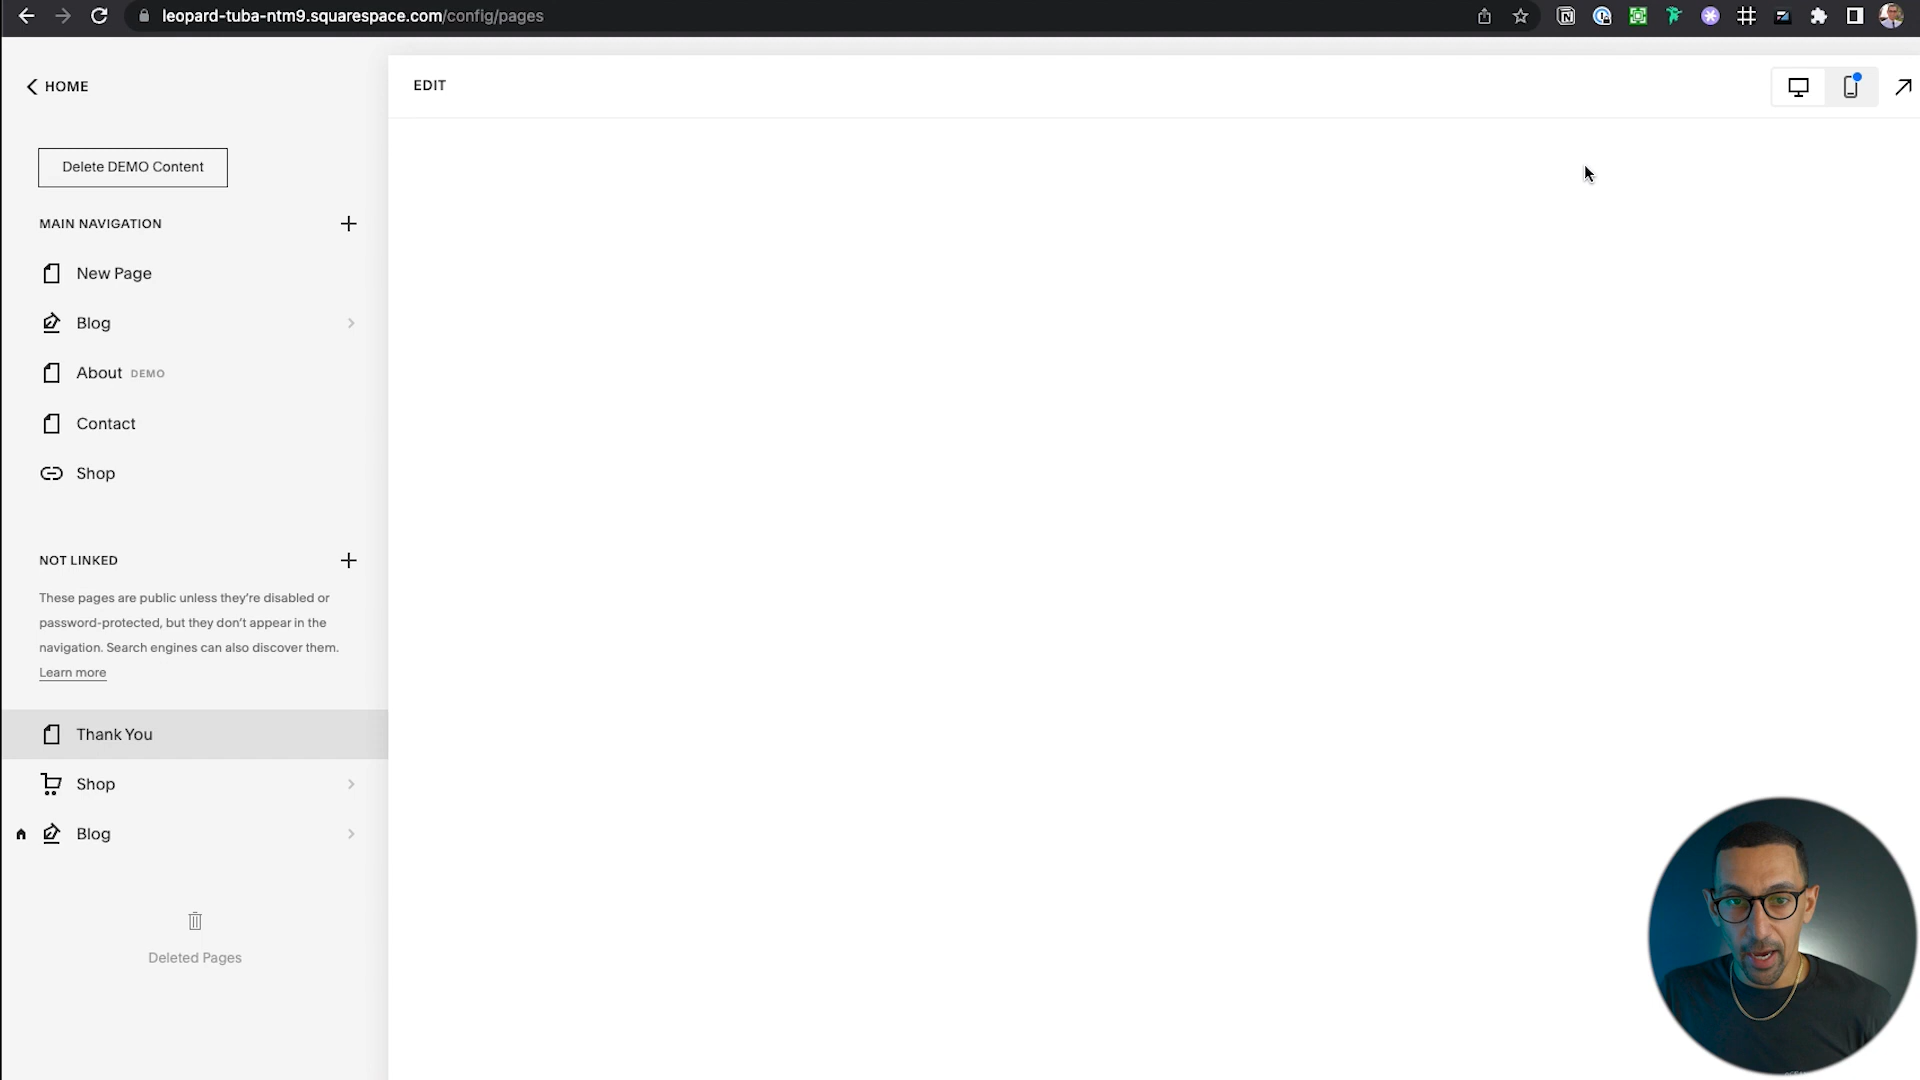 leopard-tuba-ntm9.squarespace.com/config/pages
HOME
EDIT
Delete DEMO Content
MAIN NAVIGATION
New Page
Blog
About DEMO
Contact
Shop
NOT LINKED
These pages are public unless they're disabled or
password-protected, but they don't appear in the
navigation. Search engines can also discover them.
Learn more
Thank You
Shop
Blog
Deleted Pages